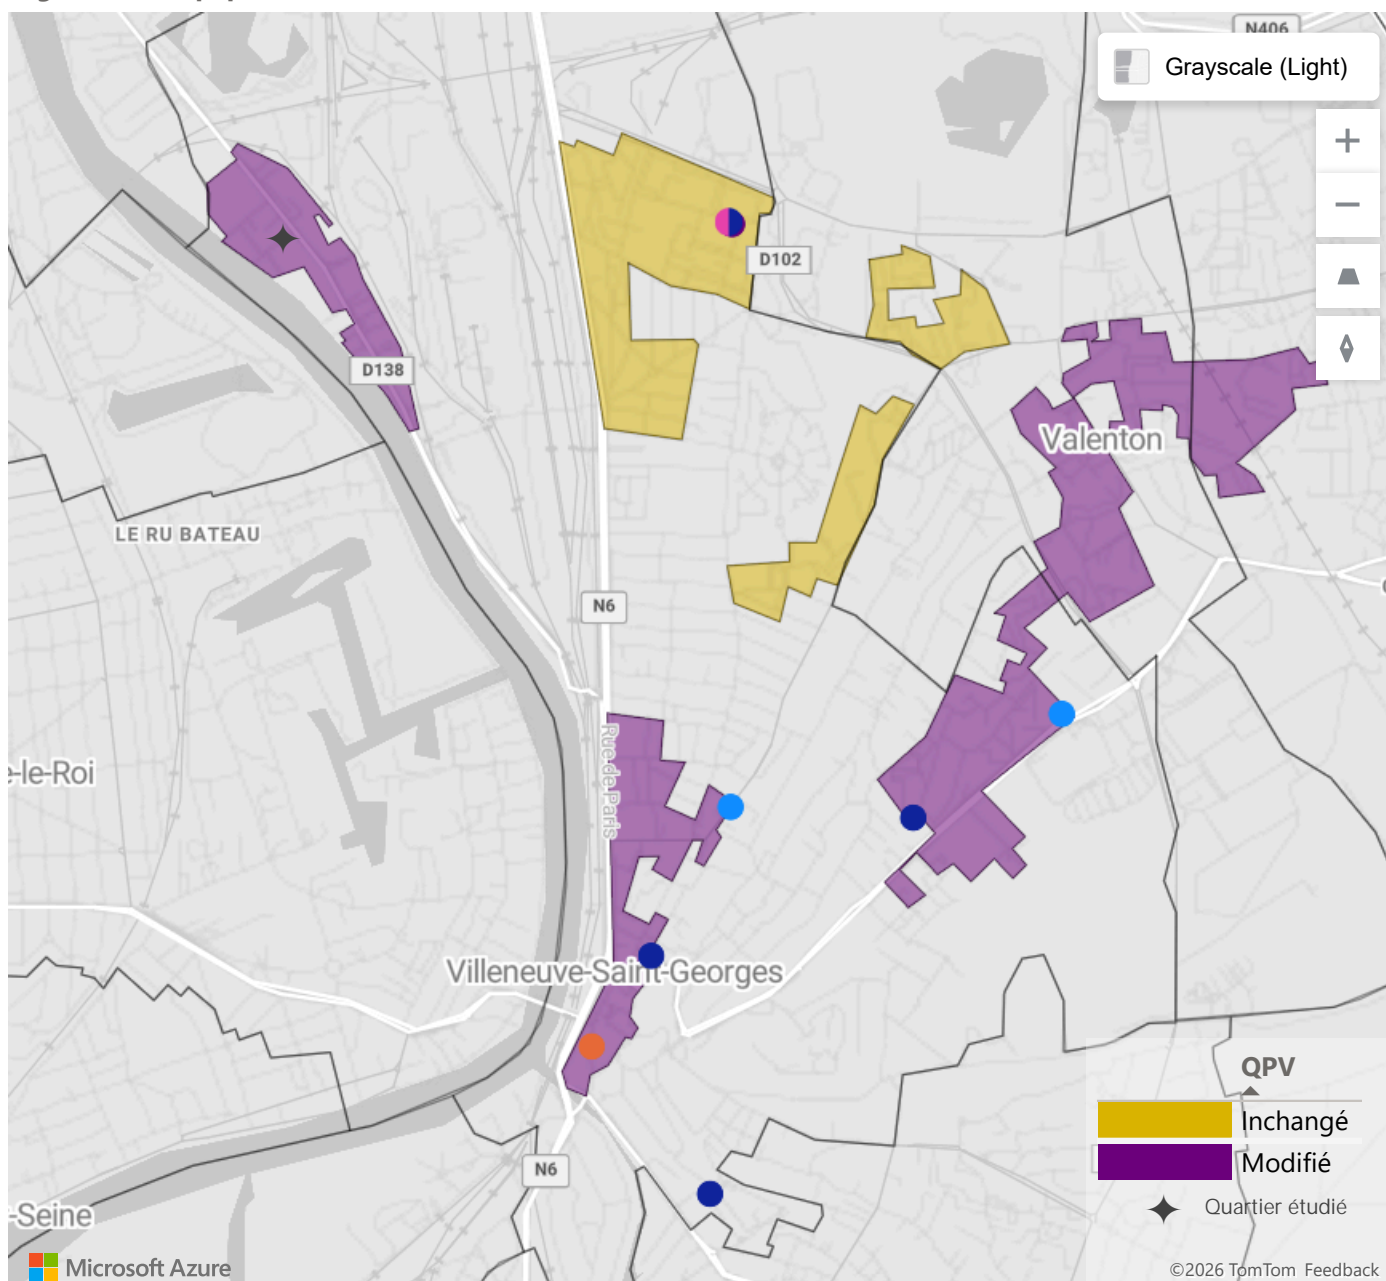 N406
Grayscale (Light)
D102
D138
Valenton
LE RU BATEAU
N6
Rue de Paris
e-le-Roi
Villeneuve-Saint-Georges
QPV
Inchangé
Modifié
N6
Quartier étudié
-Seine
Microsoft Azure
©2026 TomTom Feedback